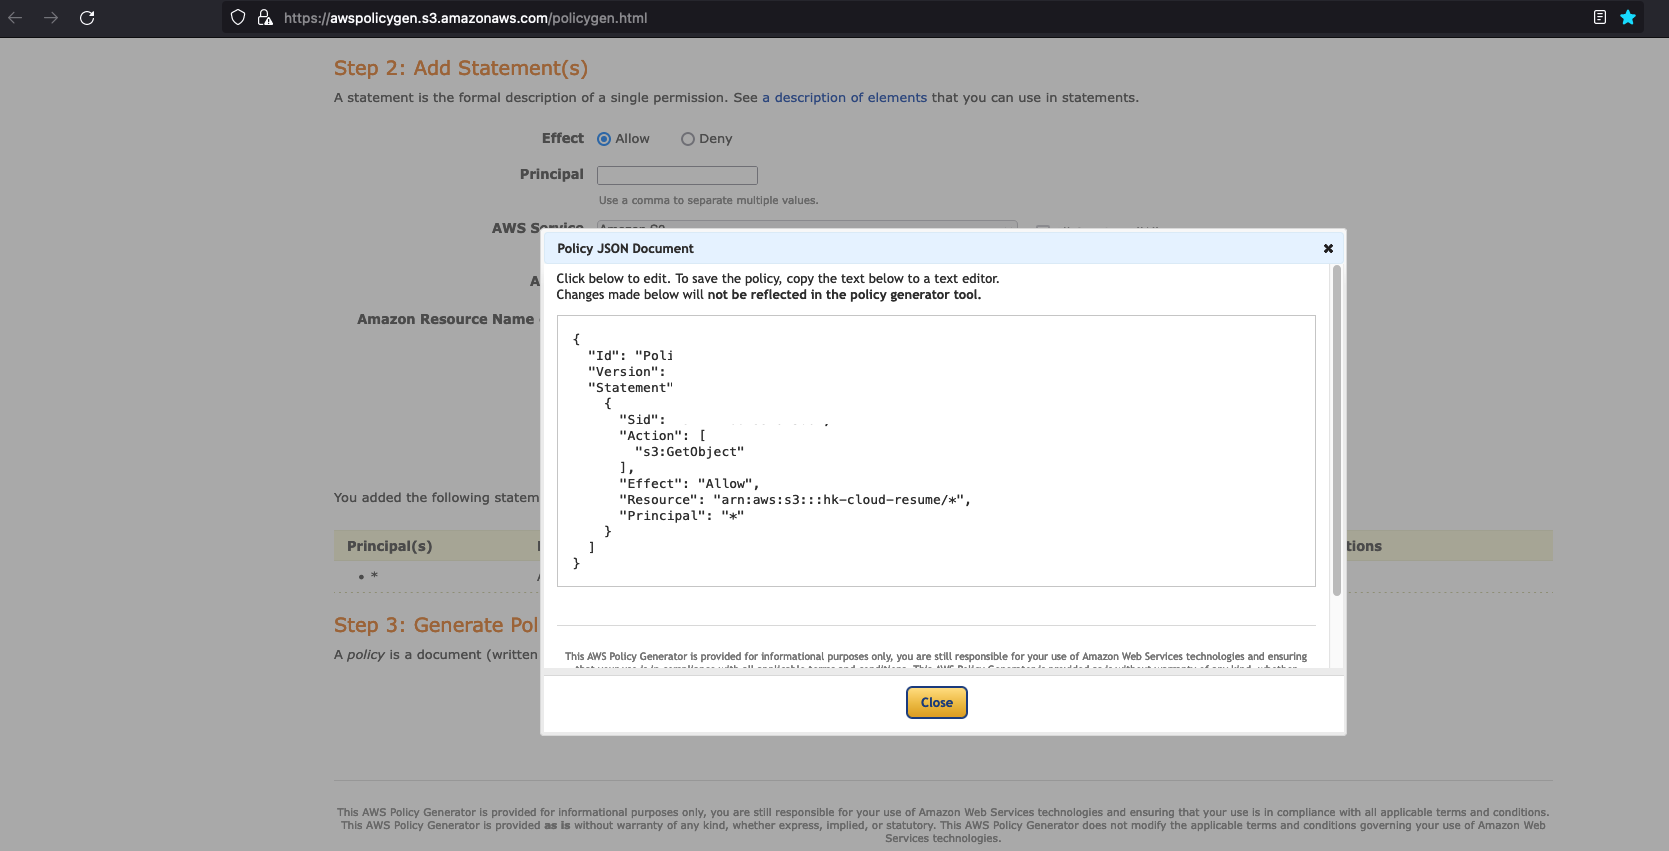 https://awspolicygen.s3.amazonaws.com/policygen.html
Step 2: Add Statement(s)
A statement is the formal description of a single permission. See a description of elements that you can use in statements.
Effect Allow Deny
Principal
Use a comma to separate multiple values.
AWS Service
Policy JSON Document
Click below to edit. To save the policy, copy the text below to a text editor.
Changes made below will not be reflected in the policy generator tool.
A
Amazon Resource Name
{
"Id": "Poli
"Version":
"Statement"
{
"Sid":
"Action": [
"s3:GetObject"
],
"Effect": "Allow",
"Resource": "arn:aws:s3:::hk-cloud-resume/*",
"Principal": "*"
}
]
}
You added the following statem
Principal(s) tions
• *
Step 3: Generate Pol
A policy is a document (written
This AWS Policy Generator is provided for informational purposes only, you are still responsible for your use of Amazon Web Services technologies and ensuring
Close
This AWS Policy Generator is provided for informational purposes only, you are still responsible for your use of Amazon Web Services technologies and ensuring that your use is in compliance with all applicable terms and conditions.
This AWS Policy Generator is provided as is without warranty of any kind, whether express, implied, or statutory. This AWS Policy Generator does not modify the applicable terms and conditions governing your use of Amazon Web
Services technologies.